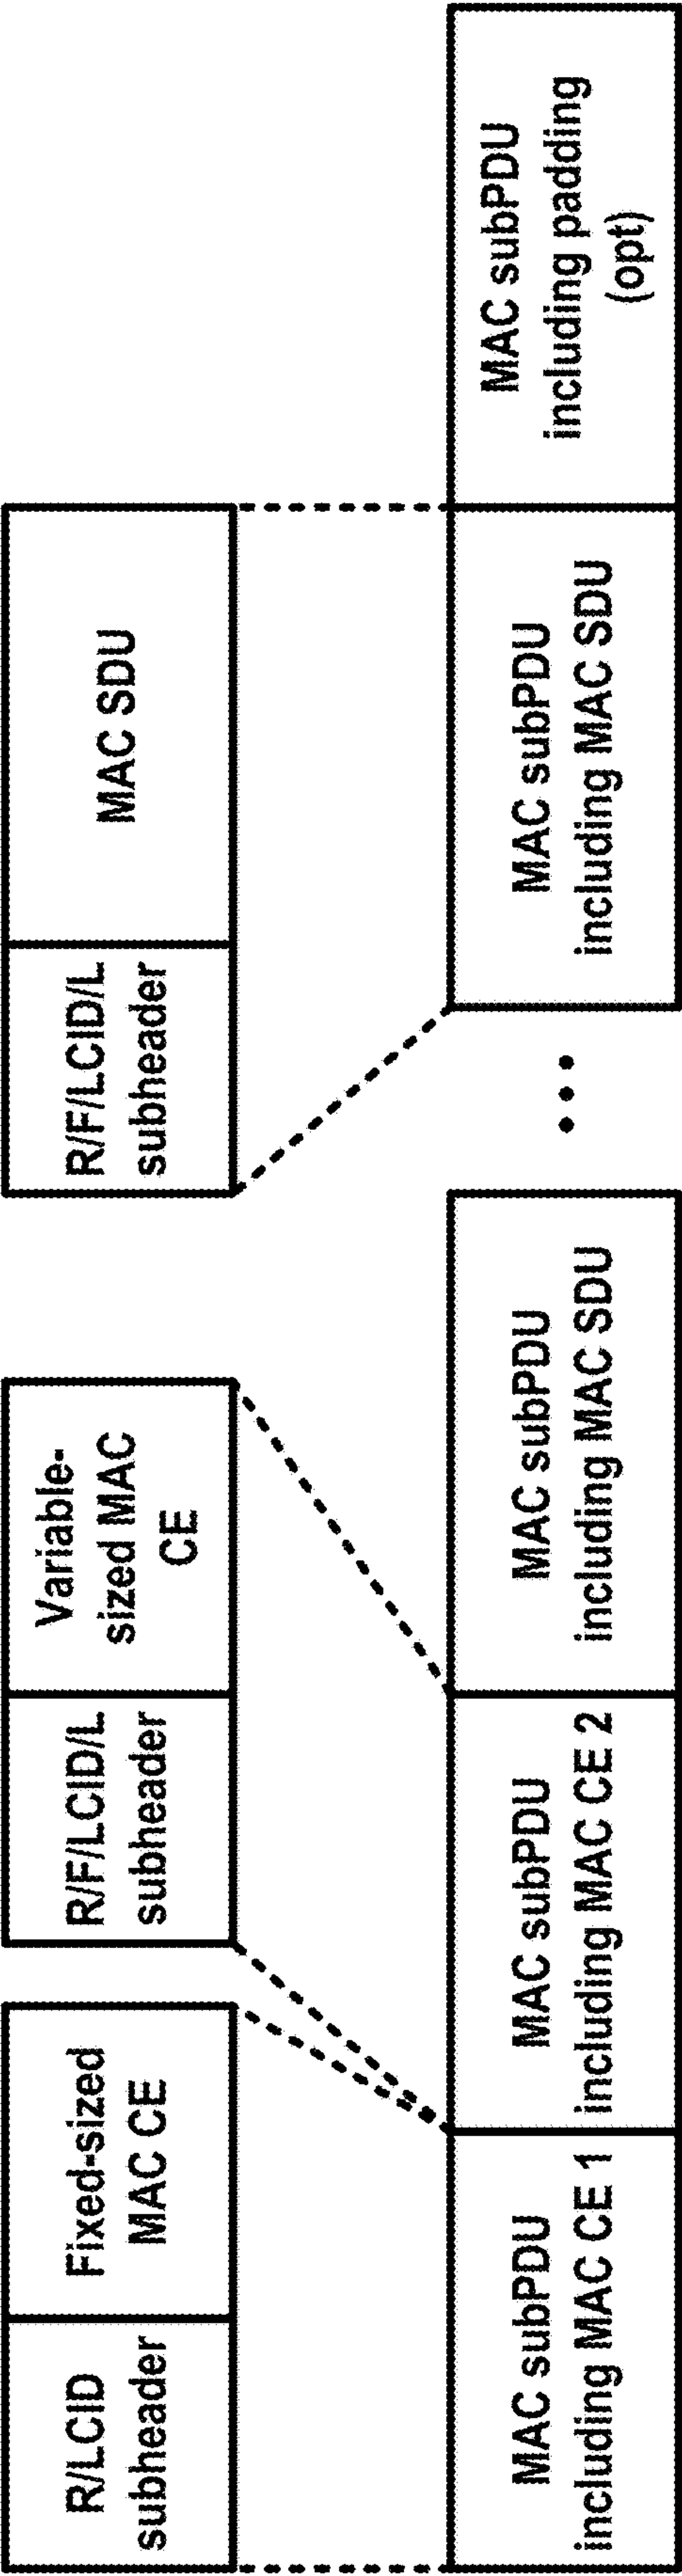 R/LCID
subheader
Fixed-sized
MAC CE
R/F/LCID/L
subheader
Variable-
sized MAC
CE
R/F/LCID/L
subheader
MAC SDU
MAC subPDU
including MAC CE 1
MAC subPDU
including MAC CE 2
MAC subPDU
including MAC SDU
...
MAC subPDU
including MAC SDU
MAC subPDU
including padding
(opt)